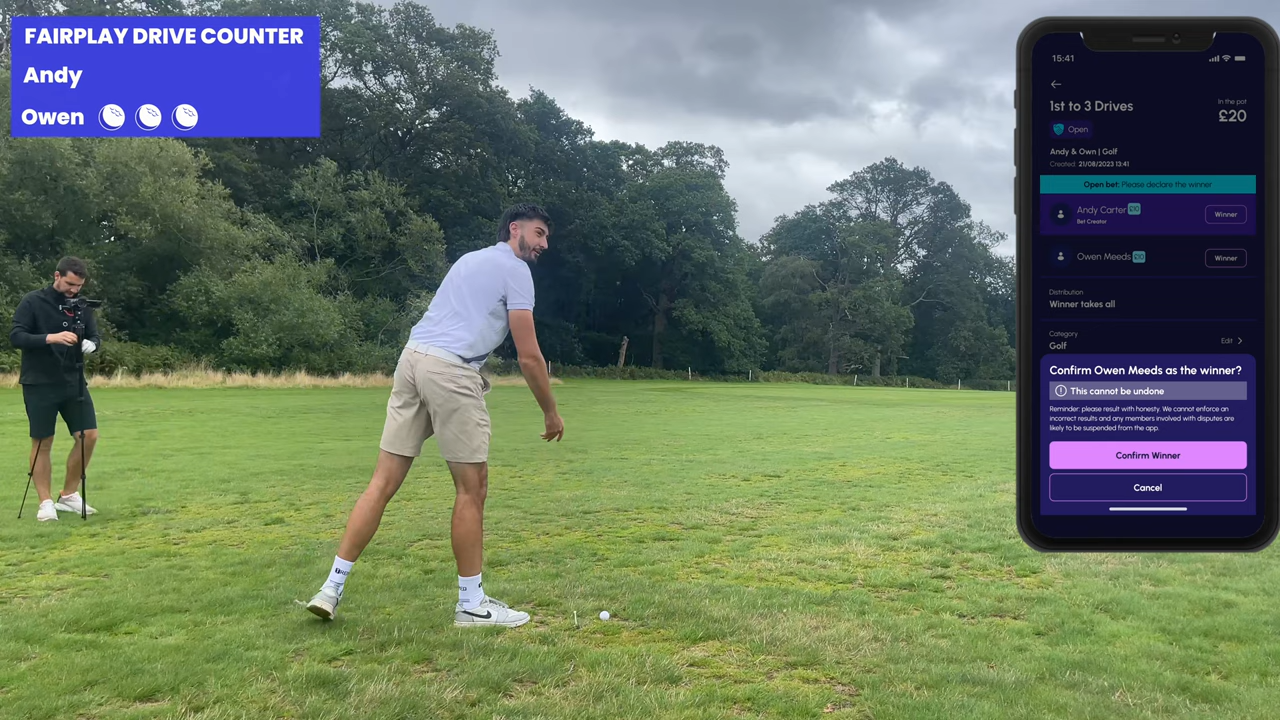 FAIRPLAY DRIVE COUNTER
Andy
Owen
15:41
1st to 3 Drives
In the pot
£20
Open
Andy & Own | Golf
Created: 21/08/2023 13:41
Open bet: Please declare the winner
Andy Carter £10
Bet Creator
Winner
Owen Meeds £10
Winner
Distribution
Winner takes all
Category
Golf
Edit
Confirm Owen Meeds as the winner?
This cannot be undone
Reminder: please result with honesty. We cannot enforce an
incorrect results and any members involved with disputes are
likely to be suspended from the app.
Confirm Winner
Cancel